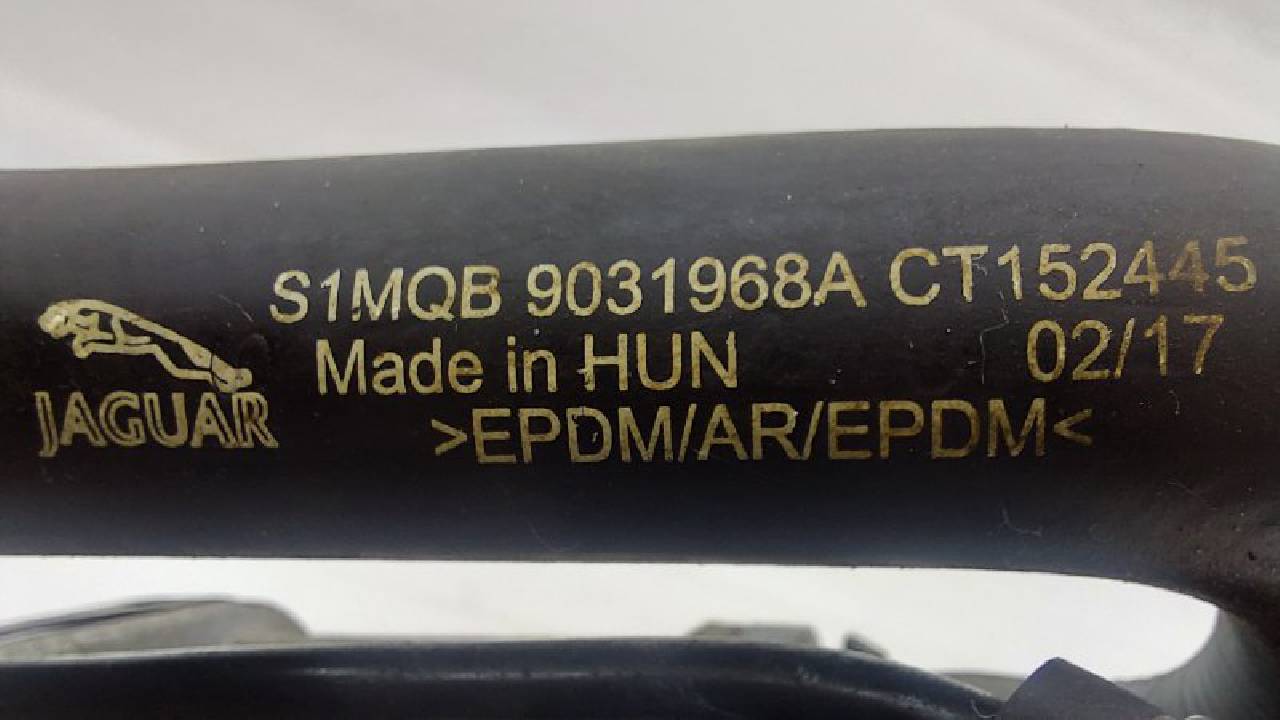 S1MQB 9031968A CT152445
Made in HUN 02/17
JAGUAR >EPDM/AR/EPDM<